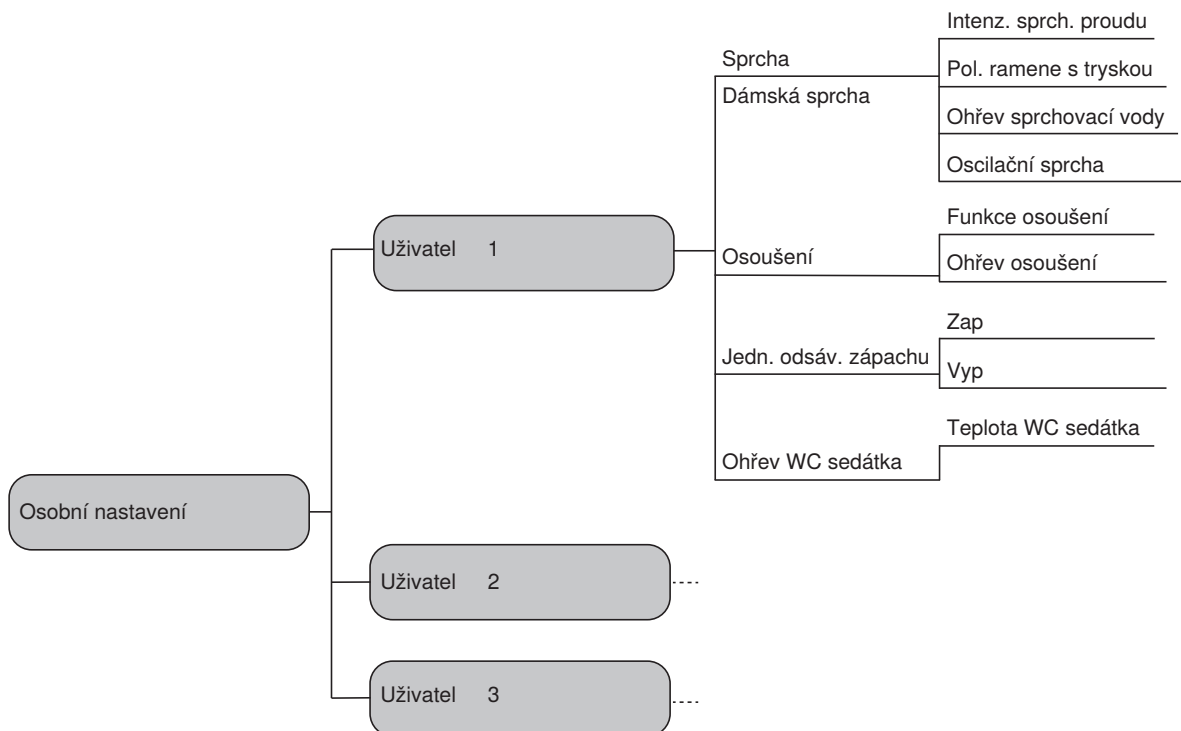 Osobní nastavení
Uživatel 1
Sprcha
Dámská sprcha
Intenz. sprch. proudu
Pol. ramene s tryskou
Ohřev sprchovací vody
Oscilační sprcha
Osoušení
Funkce osoušení
Ohřev osoušení
Jedn. odsáv. zápachu
Zap
Vyp
Ohřev WC sedátka
Teplota WC sedátka
Uživatel 2
Uživatel 3